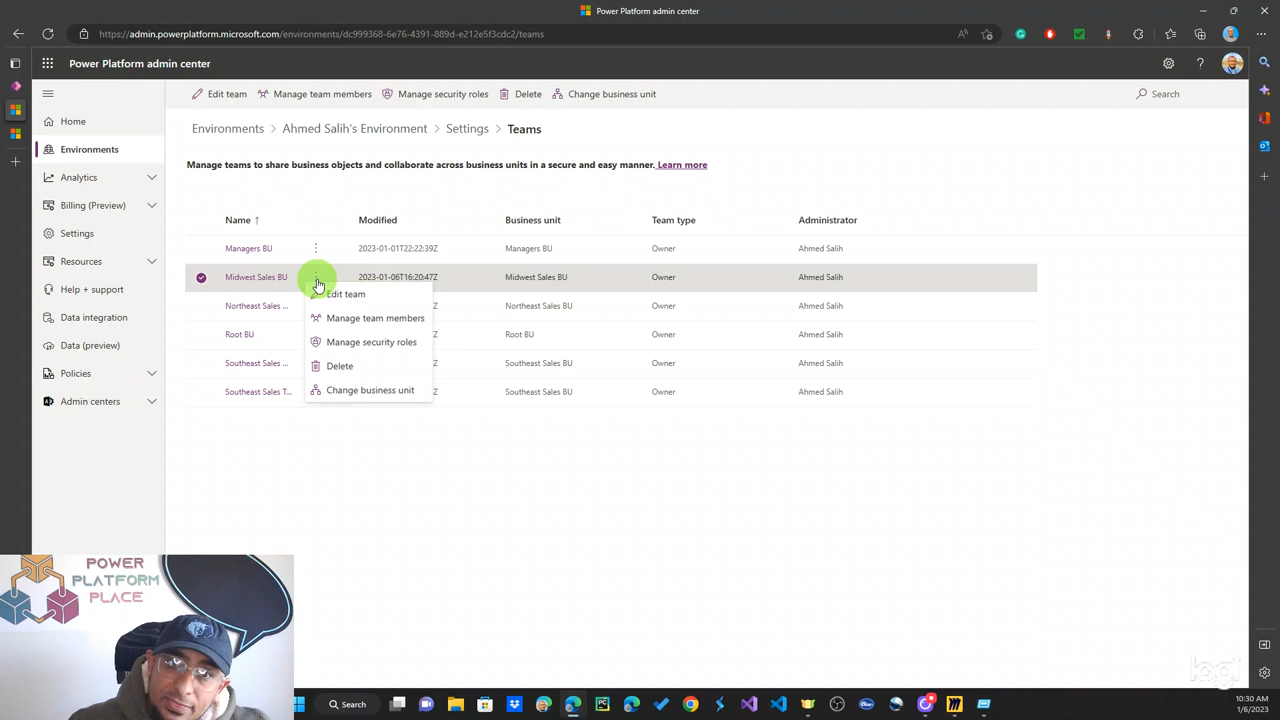 Power Platform admin center
https://admin.powerplatform.microsoft.com/environments/dc999368-6e76-4391-889d-e212e5f3cdc2/teams
Power Platform admin center
Edit team Manage team members Manage security roles Delete Change business unit Search
Home
Environments
Analytics
Billing (Preview)
Settings
Resources
Help + support
Data integration
Data (preview)
Policies
Admin centers
Environments > Ahmed Salih's Environment > Settings > Teams
Manage teams to share business objects and collaborate across business units in a secure and easy manner. Learn more
Name ↑ Modified Business unit Team type Administrator
Managers BU 2023-01-01T22:22:39Z Managers BU Owner Ahmed Salih
Midwest Sales BU 2023-01-06T16:20:47Z Midwest Sales BU Owner Ahmed Salih
Northeast Sales ... Z Northeast Sales BU Owner Ahmed Salih
Root BU Z Root BU Owner Ahmed Salih
Southeast Sales ... Z Southeast Sales BU Owner Ahmed Salih
Southeast Sales T... Z Southeast Sales BU Owner Ahmed Salih
Edit team
Manage team members
Manage security roles
Delete
Change business unit
POWER
PLATFORM
PLACE
logi
Search
10:30 AM
1/6/2023